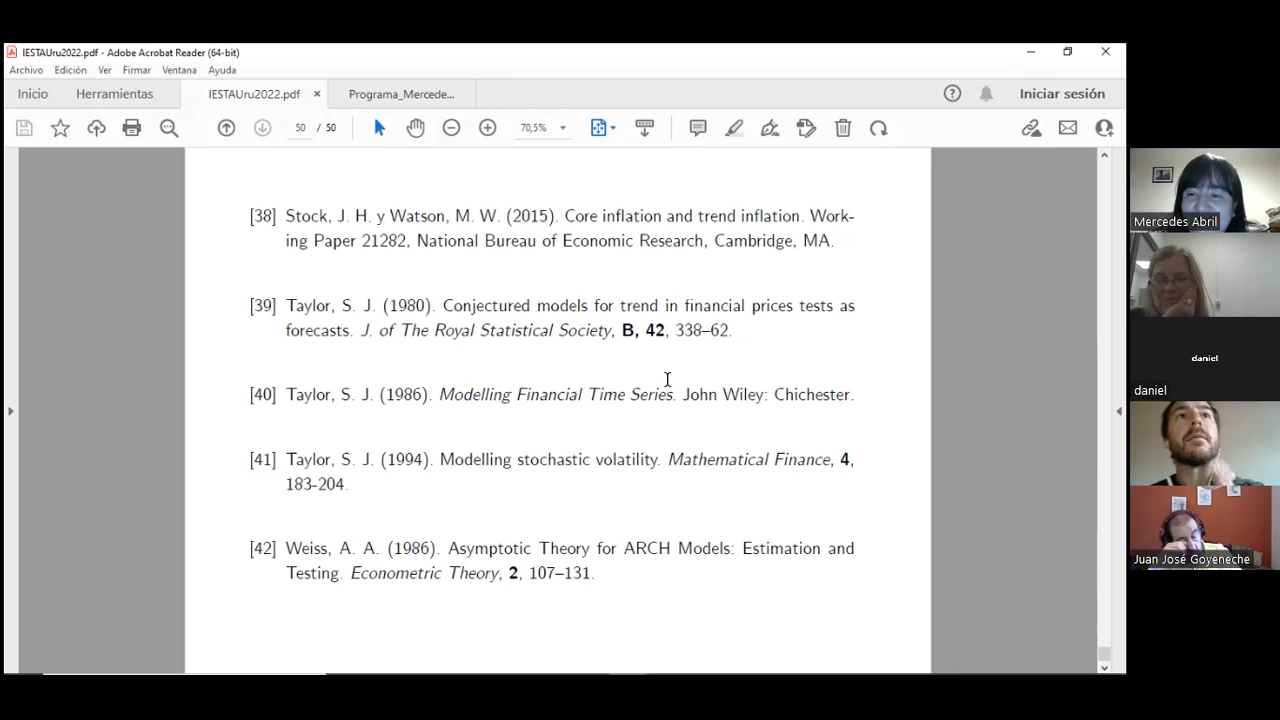 IESTAUru2022.pdf - Adobe Acrobat Reader (64-bit)
Archivo Edición Ver Firmar Ventana Ayuda
Inicio Herramientas IESTAUru2022.pdf × Programa_Mercede... Iniciar sesión
50 / 50 70,5%
[38] Stock, J. H. y Watson, M. W. (2015). Core inflation and trend inflation. Work-
ing Paper 21282, National Bureau of Economic Research, Cambridge, MA.
[39] Taylor, S. J. (1980). Conjectured models for trend in financial prices tests as
forecasts. J. of The Royal Statistical Society, B, 42, 338–62.
[40] Taylor, S. J. (1986). Modelling Financial Time Series. John Wiley: Chichester.
[41] Taylor, S. J. (1994). Modelling stochastic volatility. Mathematical Finance, 4,
183-204.
[42] Weiss, A. A. (1986). Asymptotic Theory for ARCH Models: Estimation and
Testing. Econometric Theory, 2, 107–131.
Mercedes Abril
daniel
daniel
Juan José Goyeneche